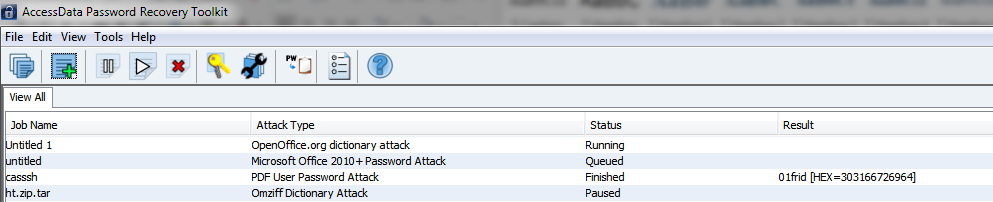 AccessData Password Recovery Toolkit
File Edit View Tools Help
PW
View All
Job Name Attack Type Status Result
Untitled 1 OpenOffice.org dictionary attack Running
untitled Microsoft Office 2010+ Password Attack Queued
casssh PDF User Password Attack Finished 01frid [HEX=303166726964]
ht.zip.tar Omziff Dictionary Attack Paused